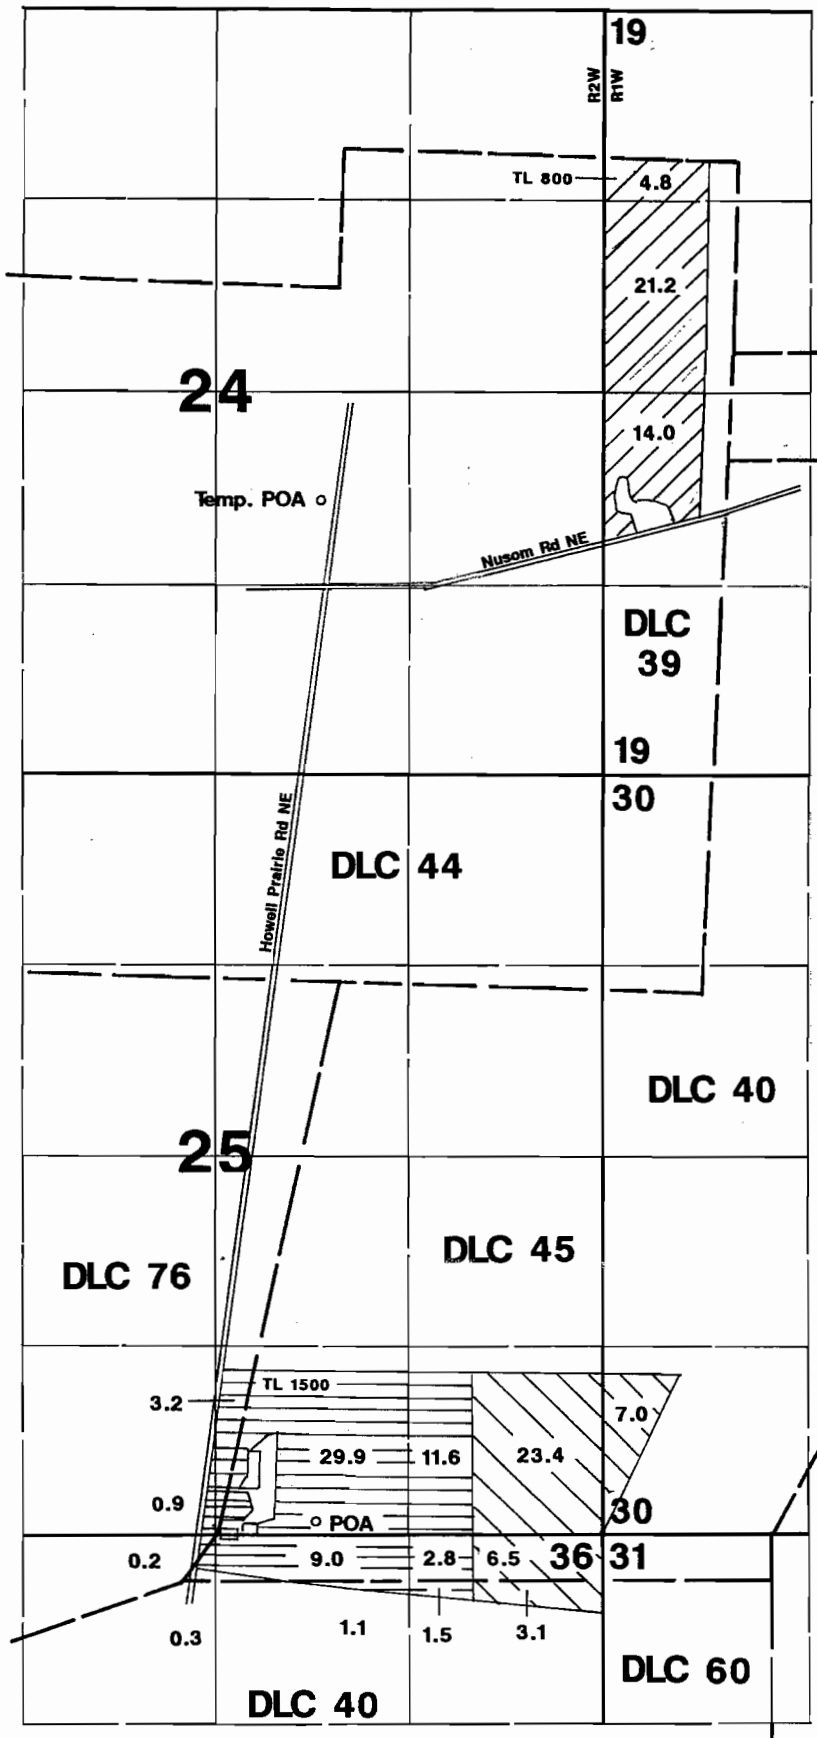 19
R2W
R1W
TL 800
4.8
21.2
24
14.0
Temp. POA
Nusom Rd NE
DLC
39
19
30
Howell Prairie Rd NE
DLC 44
DLC 40
25
DLC 45
DLC 76
TL 1500
3.2
7.0
29.9
11.6
23.4
0.9
30
POA
0.2
9.0
2.8
6.5
36
31
0.3
1.1
1.5
3.1
DLC 60
DLC 40